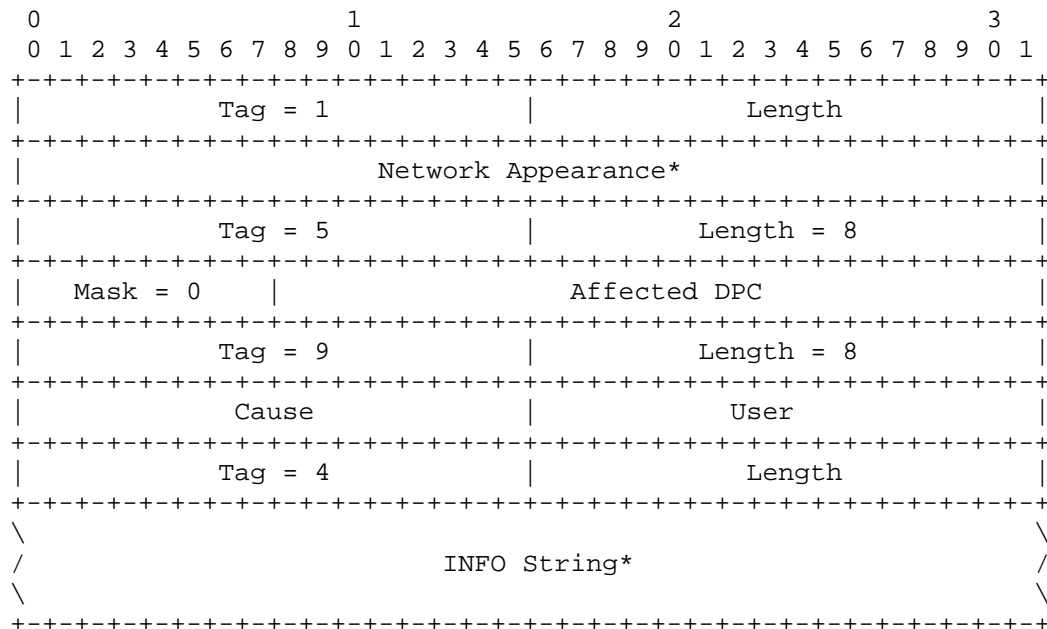 0                   1                   2                   3
 0 1 2 3 4 5 6 7 8 9 0 1 2 3 4 5 6 7 8 9 0 1 2 3 4 5 6 7 8 9 0 1
+-+-+-+-+-+-+-+-+-+-+-+-+-+-+-+-+-+-+-+-+-+-+-+-+-+-+-+-+-+-+-+-+
|            Tag = 1            |             Length            |
+-+-+-+-+-+-+-+-+-+-+-+-+-+-+-+-+-+-+-+-+-+-+-+-+-+-+-+-+-+-+-+-+
|                      Network Appearance*                      |
+-+-+-+-+-+-+-+-+-+-+-+-+-+-+-+-+-+-+-+-+-+-+-+-+-+-+-+-+-+-+-+-+
|            Tag = 5            |          Length = 8           |
+-+-+-+-+-+-+-+-+-+-+-+-+-+-+-+-+-+-+-+-+-+-+-+-+-+-+-+-+-+-+-+-+
|   Mask = 0    |                  Affected DPC                 |
+-+-+-+-+-+-+-+-+-+-+-+-+-+-+-+-+-+-+-+-+-+-+-+-+-+-+-+-+-+-+-+-+
|            Tag = 9            |          Length = 8           |
+-+-+-+-+-+-+-+-+-+-+-+-+-+-+-+-+-+-+-+-+-+-+-+-+-+-+-+-+-+-+-+-+
|             Cause             |            User               |
+-+-+-+-+-+-+-+-+-+-+-+-+-+-+-+-+-+-+-+-+-+-+-+-+-+-+-+-+-+-+-+-+
|            Tag = 4            |             Length            |
+-+-+-+-+-+-+-+-+-+-+-+-+-+-+-+-+-+-+-+-+-+-+-+-+-+-+-+-+-+-+-+-+
\                                                               \
/                          INFO String*                         /
\                                                               \
+-+-+-+-+-+-+-+-+-+-+-+-+-+-+-+-+-+-+-+-+-+-+-+-+-+-+-+-+-+-+-+-+